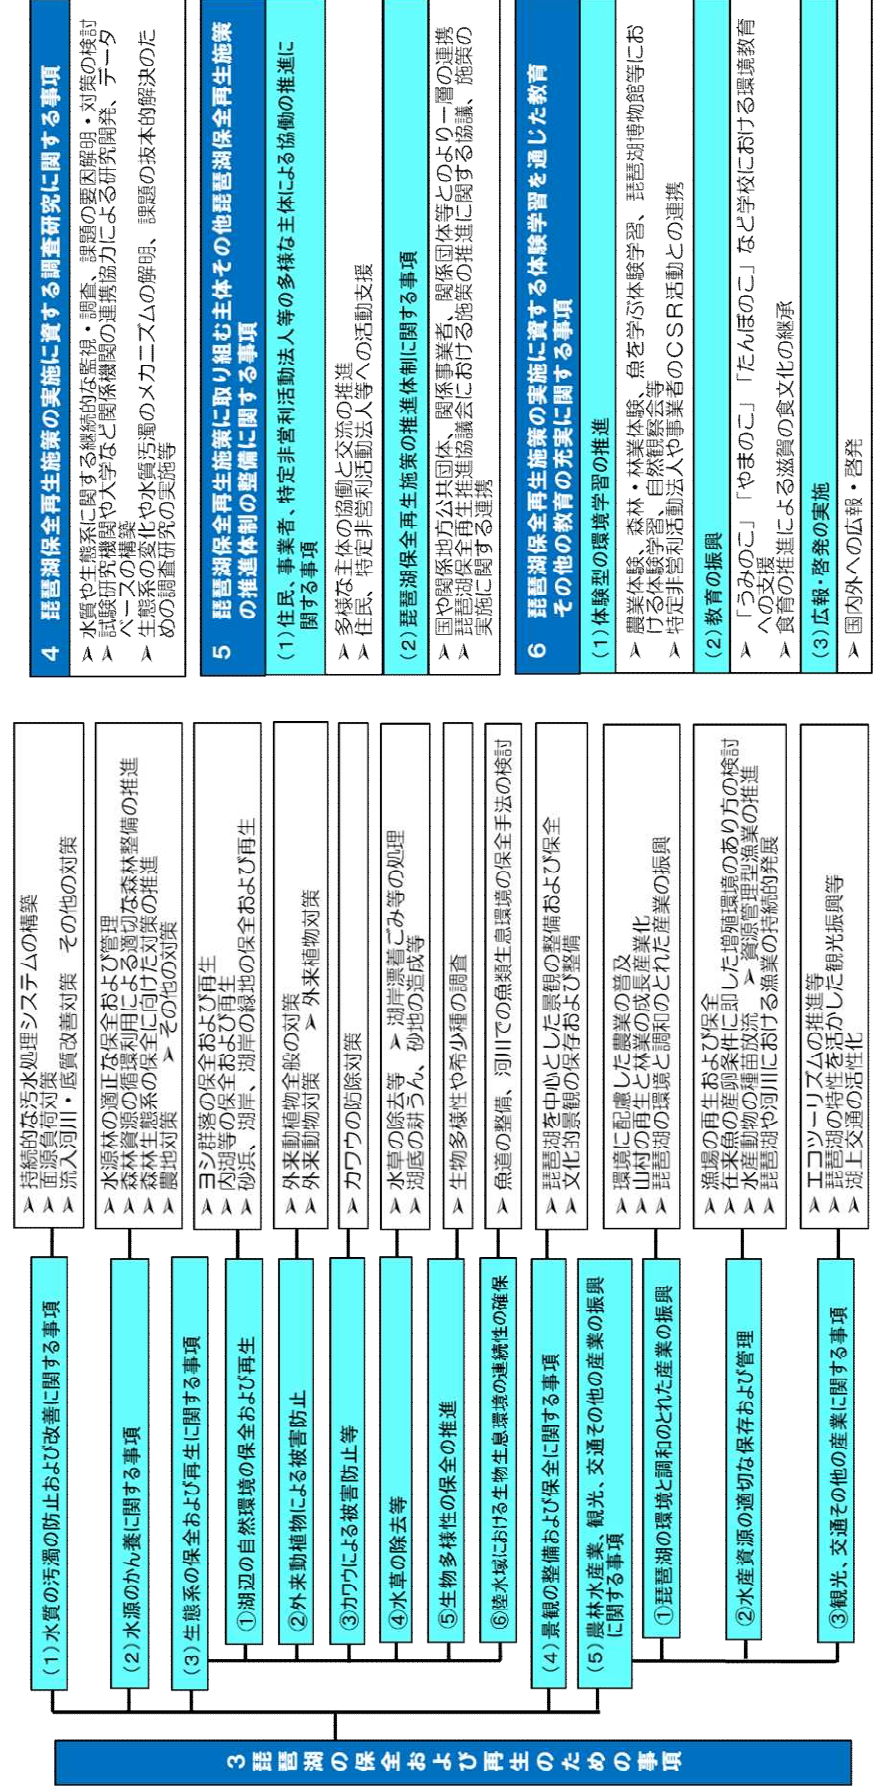 3 琵琶湖の保全および再生のための事項
(1)水質の汚濁の防止および改善に関する事項
➢ 持続的な汚水処理システムの構築
➢ 面源負荷対策
➢ 流入河川・底質改善対策　その他の対策
(2)水源のかん養に関する事項
➢ 水源林の適正な保全および管理
➢ 森林資源の循環利用による適切な森林整備の推進
➢ 森林生態系の保全に向けた対策の推進
➢ 農地対策　➢ その他の対策
(3)生態系の保全および再生に関する事項
①湖辺の自然環境の保全および再生
➢ ヨシ群落の保全および再生
➢ 内湖等の保全および再生
➢ 砂浜、湖岸、湖岸の緑地の保全および再生
②外来動植物による被害防止
➢ 外来動植物全般の対策
➢ 外来動物対策　➢ 外来植物対策
③カワウによる被害防止等
➢ カワウの防除対策
④水草の除去等
➢ 水草の除去等　➢ 湖岸漂着ごみ等の処理
➢ 湖底の耕うん、砂地の造成等
⑤生物多様性の保全の推進
➢ 生物多様性や希少種の調査
⑥陸水域における生物生息環境の連続性の確保
➢ 魚道の整備、河川での魚類生息環境の保全手法の検討
(4)景観の整備および保全に関する事項
➢ 琵琶湖を中心とした景観の整備および保全
➢ 文化的景観の保存および整備
(5)農林水産業、観光、交通その他の産業の振興
に関する事項
①琵琶湖の環境と調和のとれた産業の振興
➢ 環境に配慮した農業の普及
➢ 山村の再生と林業の成長産業化
➢ 琵琶湖の環境と調和のとれた産業の振興
②水産資源の適切な保存および管理
➢ 漁場の再生および保全
➢ 在来魚の産卵条件に即した増殖環境のあり方の検討
➢ 水産動物の種苗放流　➢ 資源管理型漁業の推進
➢ 琵琶湖や河川における漁業の持続的発展
③観光、交通その他の産業に関する事項
➢ エコツーリズムの推進等
➢ 琵琶湖の特性を活かした観光振興等
➢ 湖上交通の活性化
4 琵琶湖保全再生施策の実施に資する調査研究に関する事項
➢ 水質や生態系に関する継続的な監視・調査、課題の要因解明・対策の検討
➢ 試験研究機関や大学など関係機関の連携協力による研究開発、データ
ベースの構築
➢ 生態系の変化や水質汚濁のメカニズムの解明、課題の抜本的解決のた
めの調査研究の実施等
5 琵琶湖保全再生施策に取り組む主体その他琵琶湖保全再生施策
の推進体制の整備に関する事項
(1)住民、事業者、特定非営利活動法人等の多様な主体による協働の推進に
関する事項
➢ 多様な主体の協働と交流の推進
➢ 住民、特定非営利活動法人等への活動支援
(2)琵琶湖保全再生施策の推進体制に関する事項
➢ 国や関係地方公共団体、関係事業者、関係団体等とのより一層の連携
➢ 琵琶湖保全再生推進協議会における施策の推進に関する協議、施策の
実施に関する連携
6 琵琶湖保全再生施策の実施に資する体験学習を通じた教育
その他の教育の充実に関する事項
(1)体験型の環境学習の推進
➢ 農業体験、森林・林業体験、魚を学ぶ体験学習、琵琶湖博物館等にお
ける体験学習、自然観察会等
➢ 特定非営利活動法人や事業者のCSR活動との連携
(2)教育の振興
➢ 「うみのこ」「やまのこ」「たんぼのこ」など学校における環境教育
への支援
➢ 食育の推進による滋賀の食文化の継承
(3)広報・啓発の実施
➢ 国内外への広報・啓発